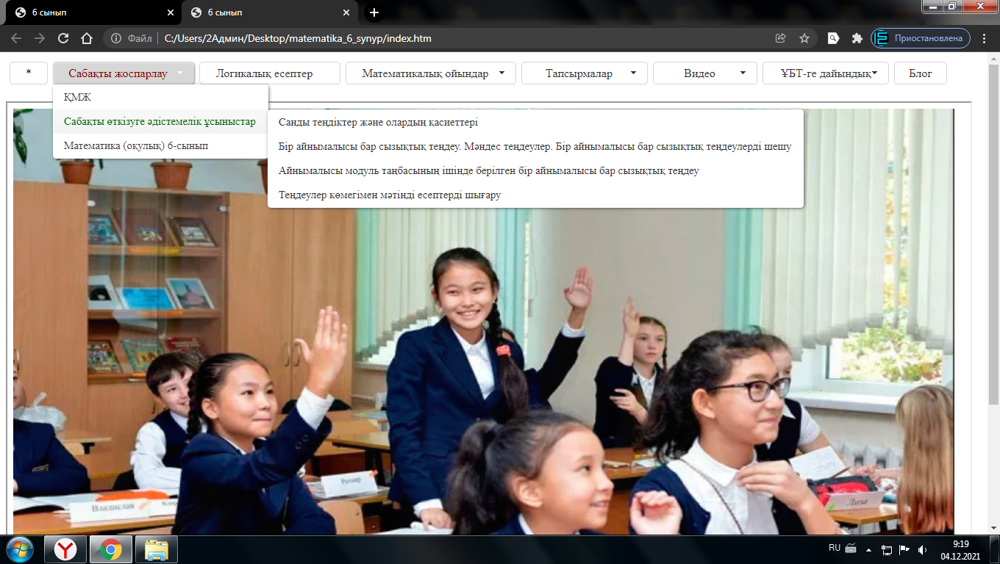 6 сынып
6 сынып
Файл C:/Users/2Админ/Desktop/matematika_6_synyp/index.htm Приостановлена
* Сабақты жоспарлау Логикалық есептер Математикалық ойындар Тапсырмалар Видео ҰБТ-ге дайындық Блог
ҚМЖ
Сабақты өткізуге әдістемелік ұсыныстар
Математика (оқулық) 6-сынып
Санды теңдіктер және олардың қасиеттері
Бір айнымалысы бар сызықтық теңдеу. Мәндес теңдеулер. Бір айнымалысы бар сызықтық теңдеулерді шешу
Айнымалысы модуль таңбасының ішінде берілген бір айнымалысы бар сызықтық теңдеу
Теңдеулер көмегімен мәтінді есептерді шығару
Владислав
RU
9:19
04.12.2021